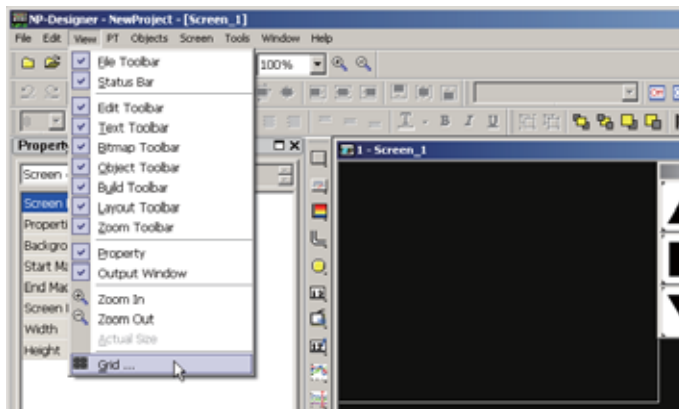 NP-Designer - NewProject - [Screen_1]
File Edit View PT Objects Screen Tools Window Help
File Toolbar
100%
Status Bar
Edit Toolbar
Text Toolbar
B I U
Propert
Bitmap Toolbar
1 - Screen_1
Object Toolbar
Screen
Build Toolbar
Screen
Layout Toolbar
Properti
Zoom Toolbar
Backgro
Property
Start Ma
Output Window
End Mac
Zoom In
Screen I
Zoom Out
Width
Actual Size
Height
Grid ...